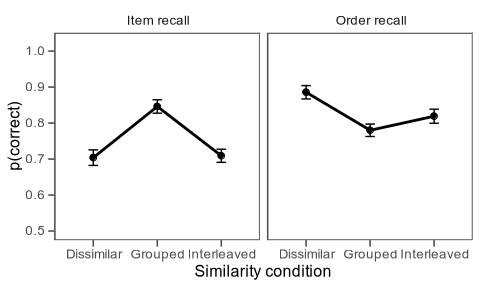 Item recall
Order recall
p(correct)
1.0
0.9
0.8
0.7
0.6
0.5
Dissimilar Grouped Interleaved
Dissimilar Grouped Interleaved
Similarity condition